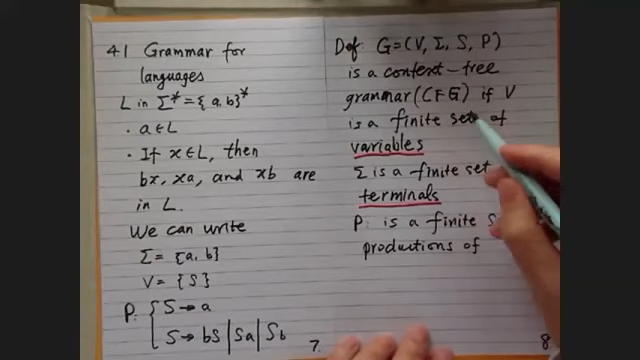 41 Grammar for
languages
L in Σ* = {a, b}*
· a ∈ L
· If x ∈ L, then
bx, xa, and xb are
in L.
We can write
Σ = {a, b}
V = {S}
P: { S → a
S → bS | Sa | Sb
7
Def: G = (V, Σ, S, P)
is a context-free
grammar (CFG) if V
is a finite set of
variables
Σ is a finite set
terminals
P: is a finite
productions of
8